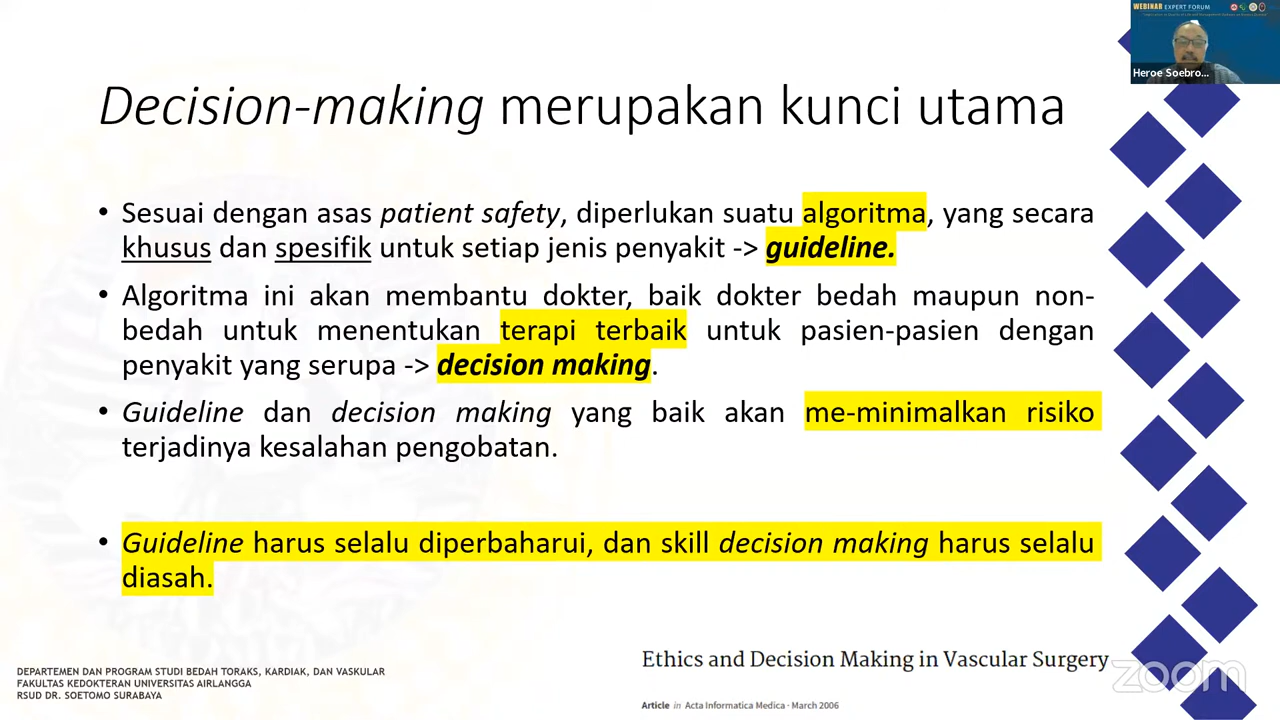 WEBINAR EXPERT FORUM
Heroe Soebro...
Decision-making merupakan kunci utama
• Sesuai dengan asas patient safety, diperlukan suatu algoritma, yang secara
khusus dan spesifik untuk setiap jenis penyakit -> guideline.
• Algoritma ini akan membantu dokter, baik dokter bedah maupun non-
bedah untuk menentukan terapi terbaik untuk pasien-pasien dengan
penyakit yang serupa -> decision making.
• Guideline dan decision making yang baik akan me-minimalkan risiko
terjadinya kesalahan pengobatan.
• Guideline harus selalu diperbaharui, dan skill decision making harus selalu
diasah.
Ethics and Decision Making in Vascular Surgery
Article in Acta Informatica Medica · March 2006
DEPARTEMEN DAN PROGRAM STUDI BEDAH TORAKS, KARDIAK, DAN VASKULAR
FAKULTAS KEDOKTERAN UNIVERSITAS AIRLANGGA
RSUD DR. SOETOMO SURABAYA
zoom